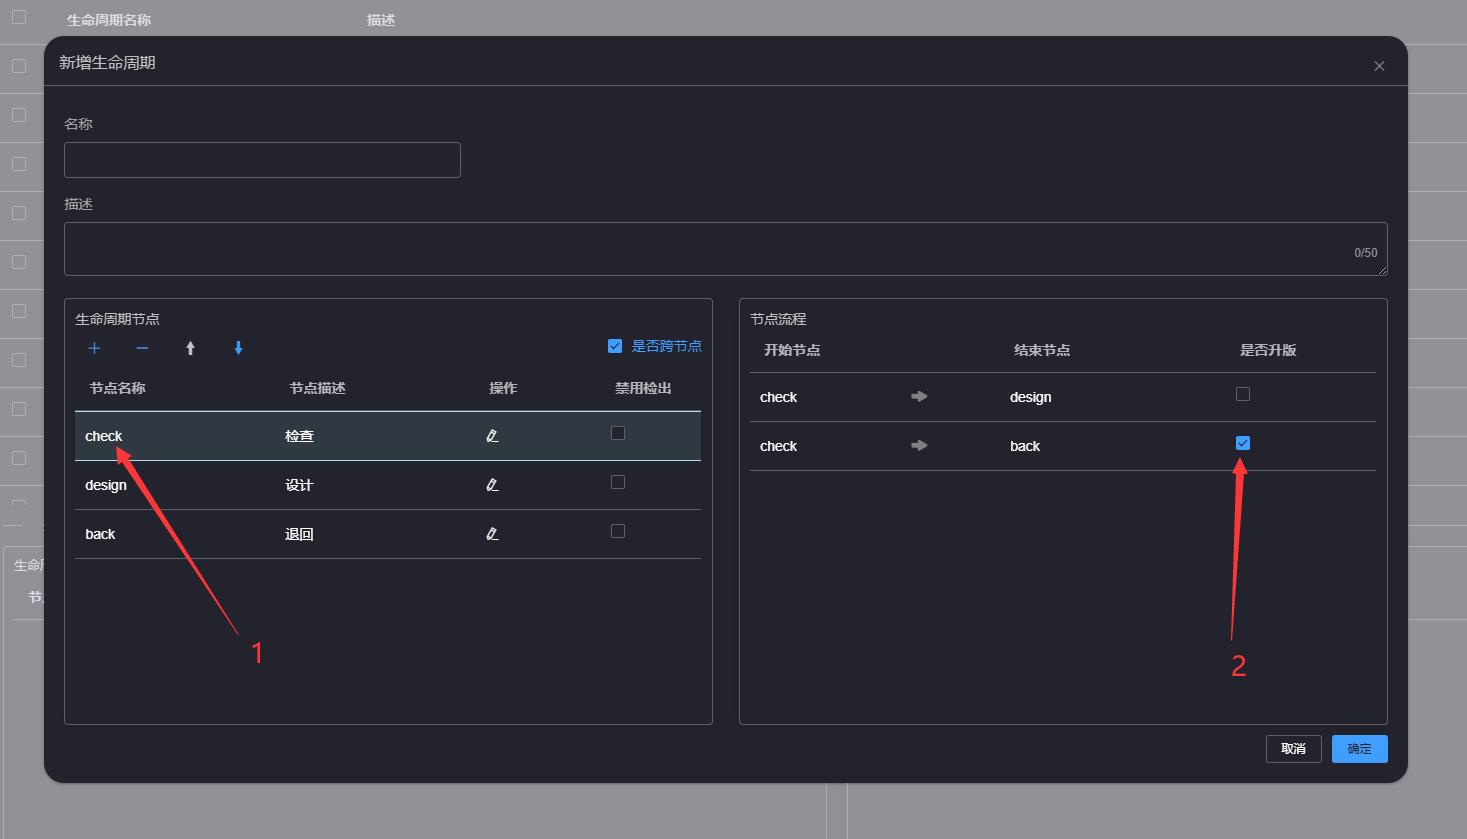 生命周期名称 描述
新增生命周期
名称
描述
0/50
生命周期节点
是否跨节点
节点名称 节点描述 操作 禁用检出
check 检查
design 设计
back 退回
1
节点流程
开始节点 结束节点 是否升版
check design
check back
2
取消 确定
生命